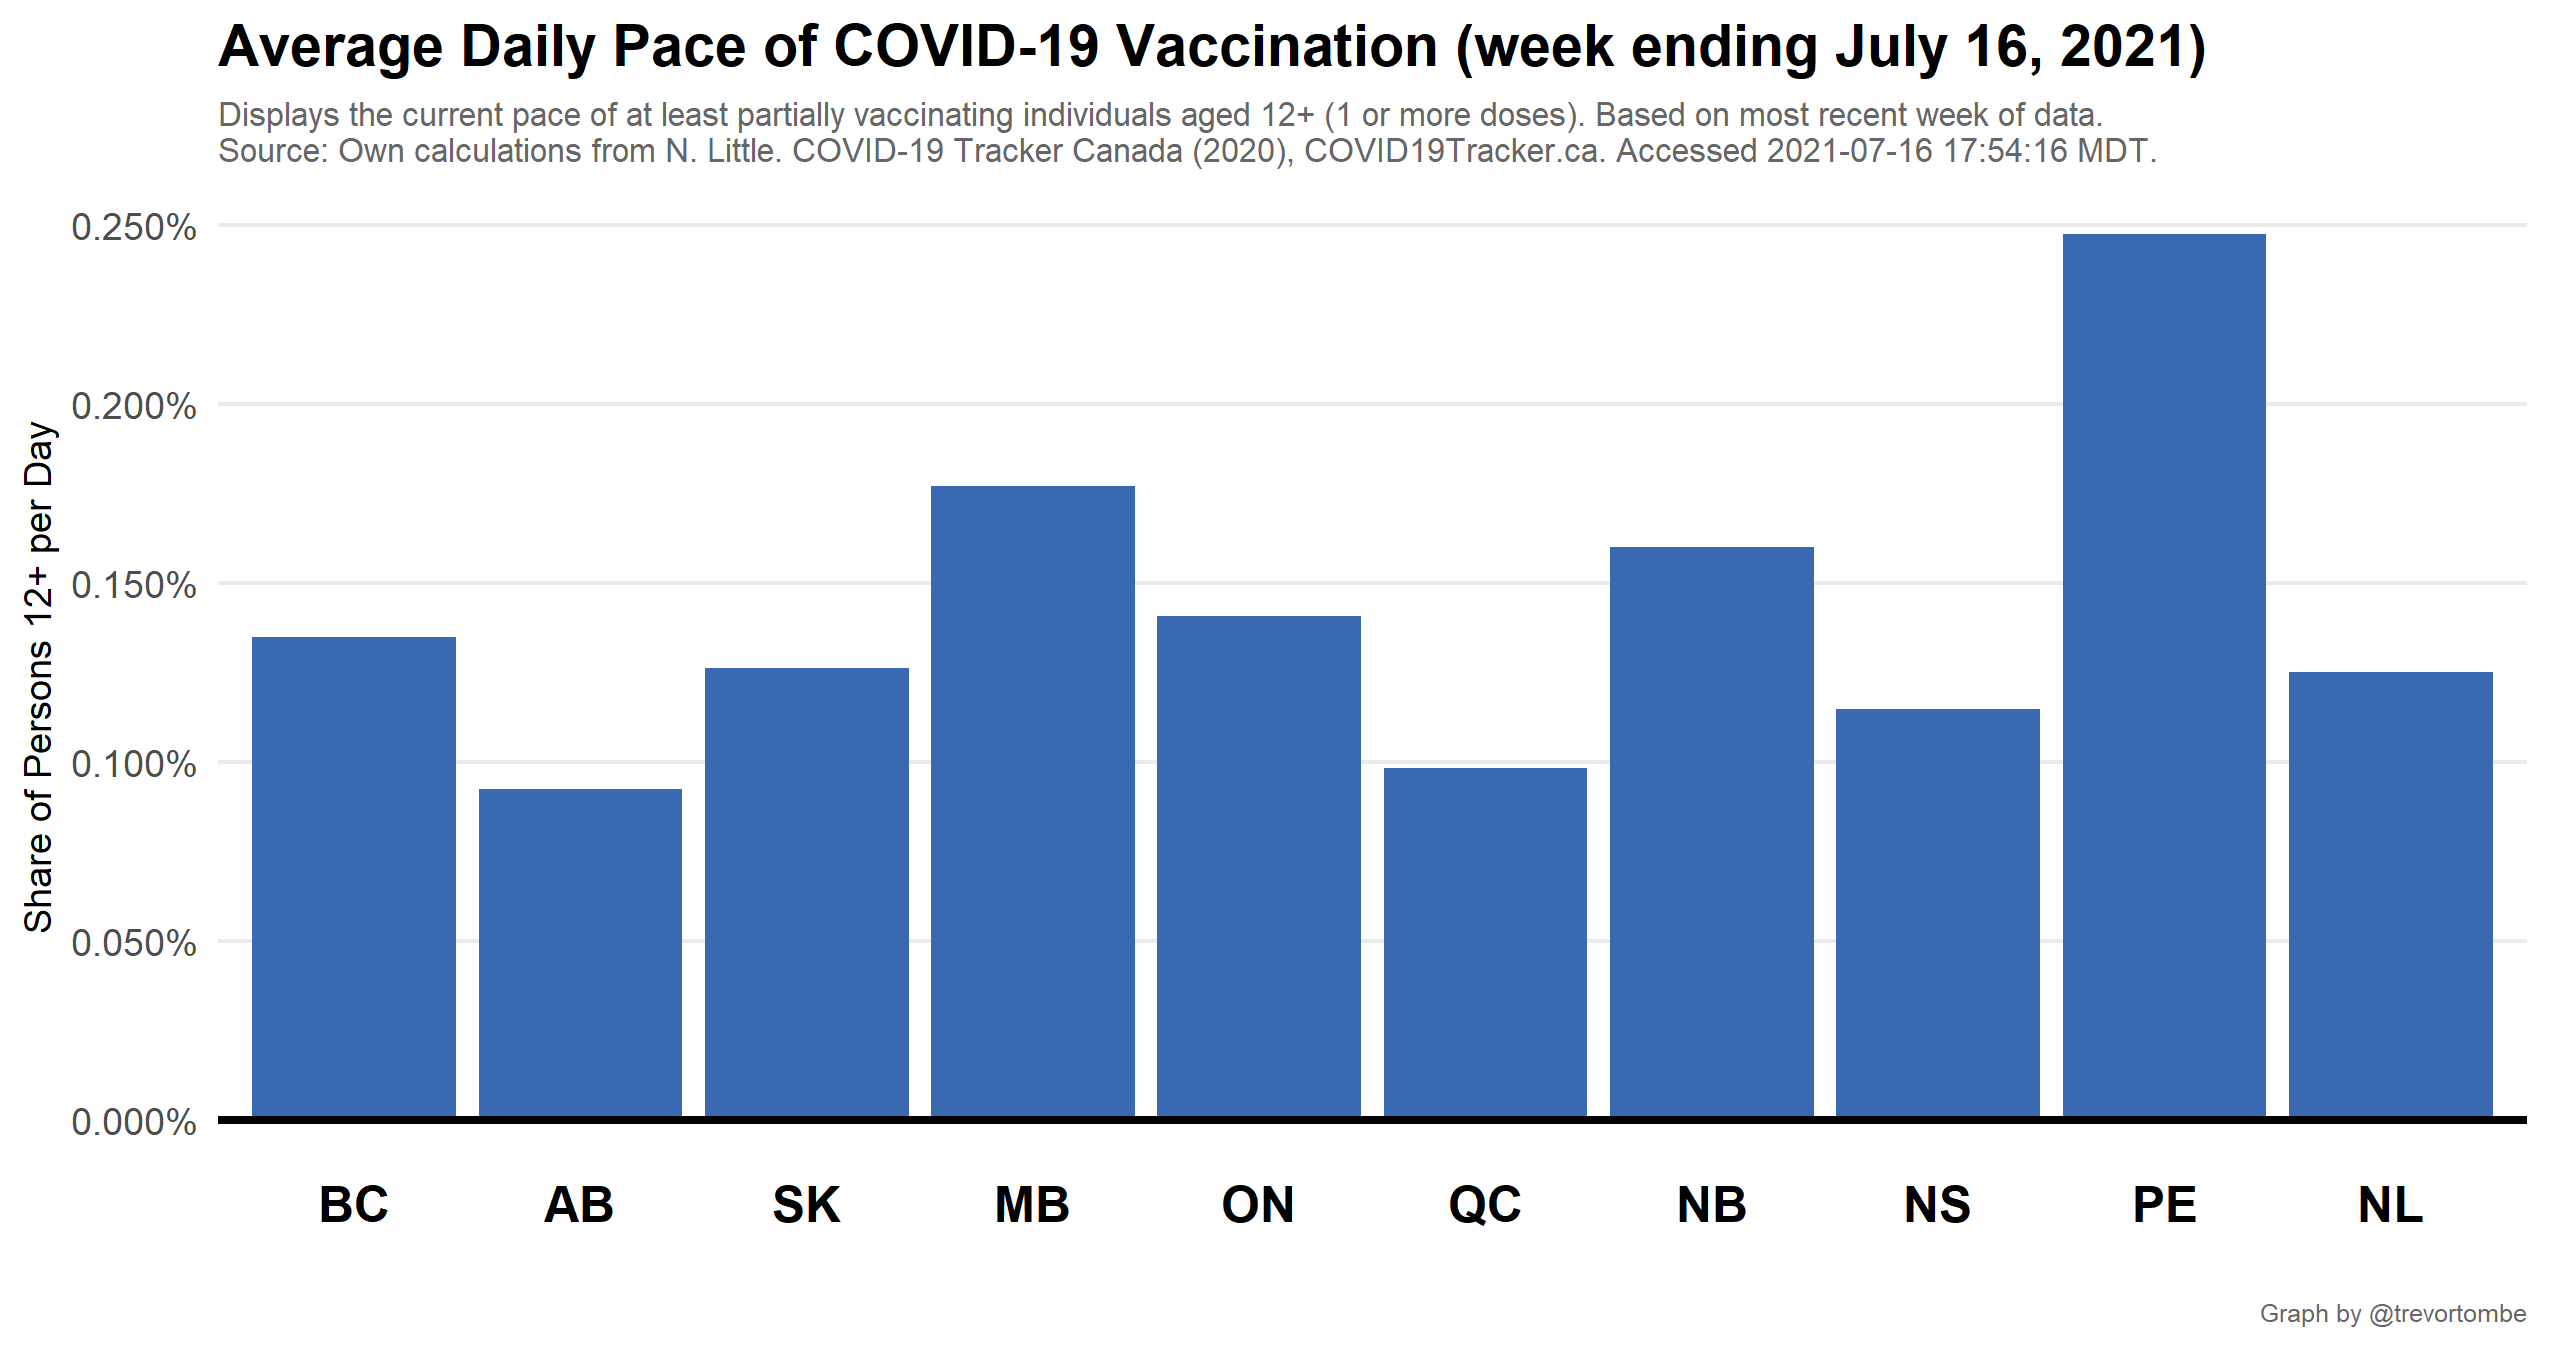 Average Daily Pace of COVID-19 Vaccination (week ending July 16, 2021)
Displays the current pace of at least partially vaccinating individuals aged 12+ (1 or more doses). Based on most recent week of data.
Source: Own calculations from N. Little. COVID-19 Tracker Canada (2020), COVID19Tracker.ca. Accessed 2021-07-16 17:54:16 MDT.
Share of Persons 12+ per Day
0.250%
0.200%
0.150%
0.100%
0.050%
0.000%
BC AB SK MB ON QC NB NS PE NL
Graph by @trevortombe